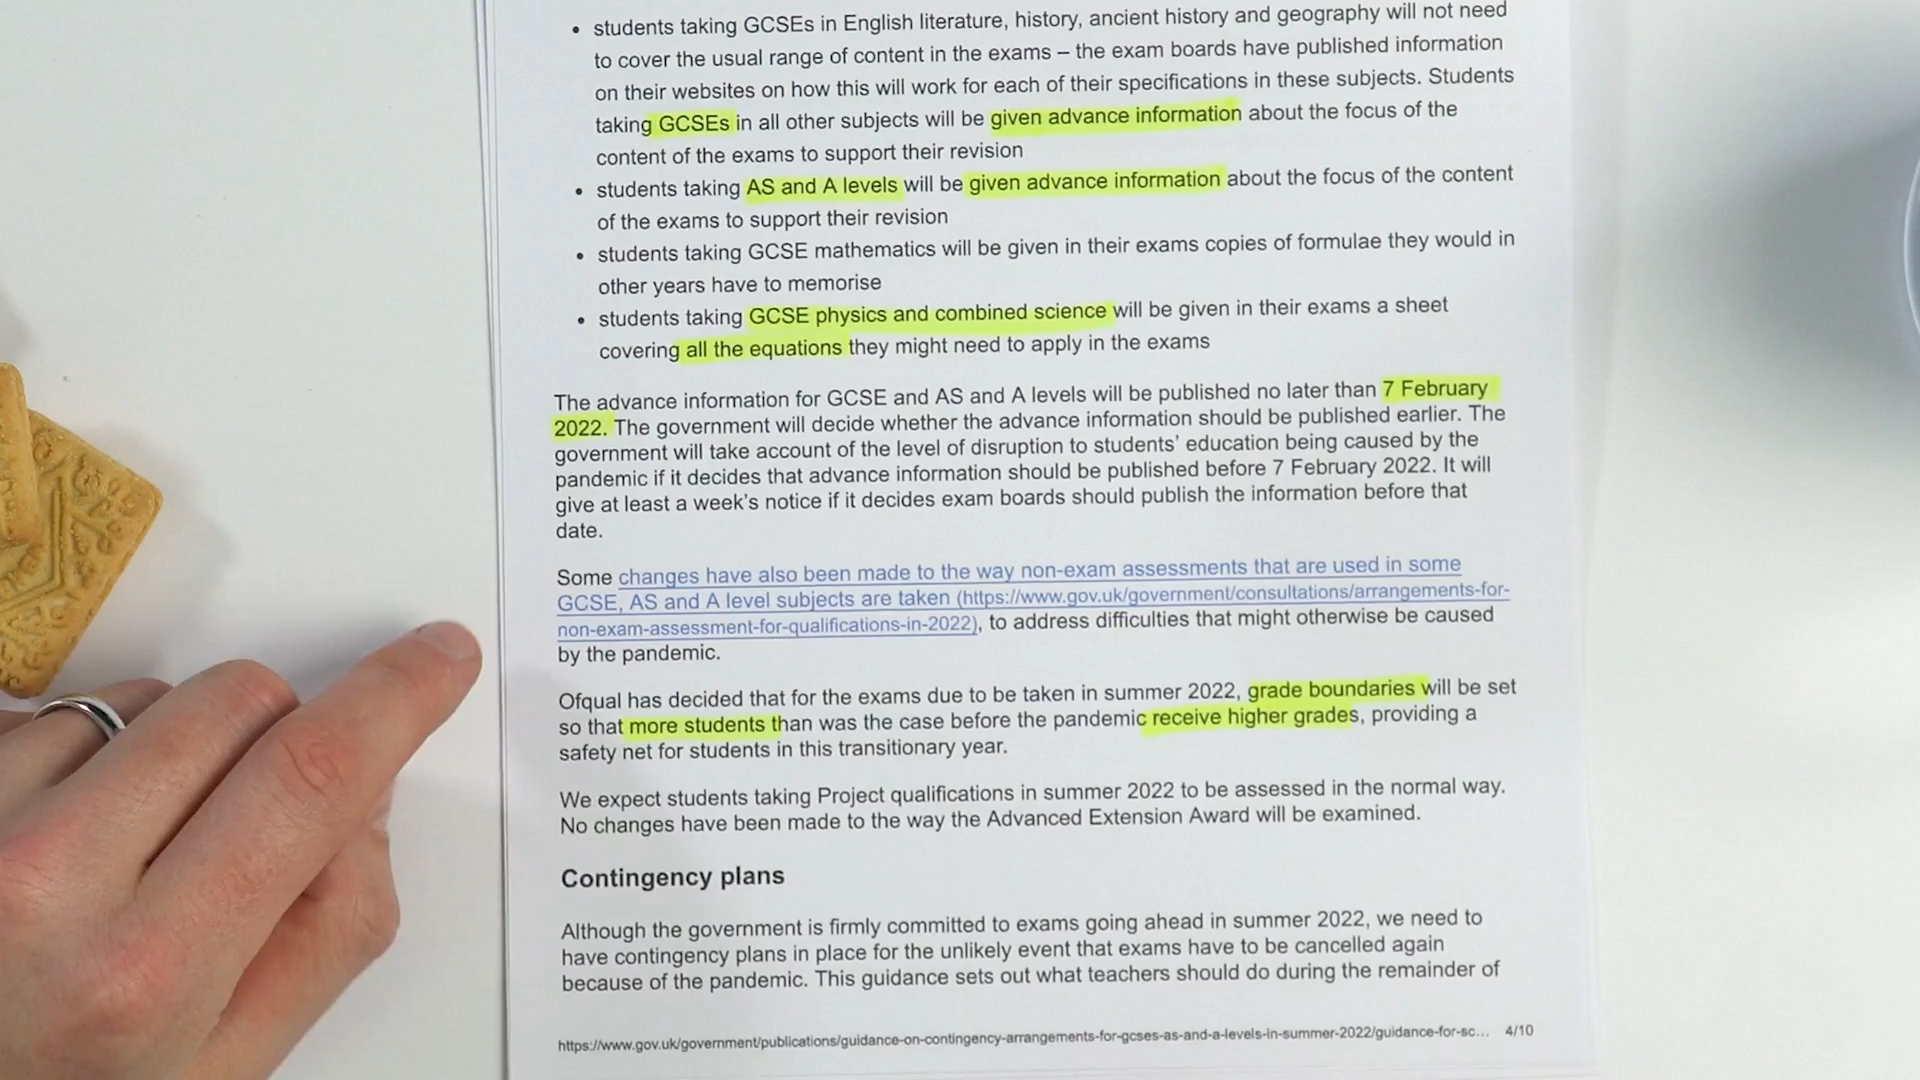 • students taking GCSEs in English literature, history, ancient history and geography will not need
to cover the usual range of content in the exams – the exam boards have published information
on their websites on how this will work for each of their specifications in these subjects. Students
taking GCSEs in all other subjects will be given advance information about the focus of the
content of the exams to support their revision
• students taking AS and A levels will be given advance information about the focus of the content
of the exams to support their revision
• students taking GCSE mathematics will be given in their exams copies of formulae they would in
other years have to memorise
• students taking GCSE physics and combined science will be given in their exams a sheet
covering all the equations they might need to apply in the exams
The advance information for GCSE and AS and A levels will be published no later than 7 February
2022. The government will decide whether the advance information should be published earlier. The
government will take account of the level of disruption to students’ education being caused by the
pandemic if it decides that advance information should be published before 7 February 2022. It will
give at least a week’s notice if it decides exam boards should publish the information before that
date.
Some changes have also been made to the way non-exam assessments that are used in some
GCSE, AS and A level subjects are taken (https://www.gov.uk/government/consultations/arrangements-for-
non-exam-assessment-for-qualifications-in-2022), to address difficulties that might otherwise be caused
by the pandemic.
Ofqual has decided that for the exams due to be taken in summer 2022, grade boundaries will be set
so that more students than was the case before the pandemic receive higher grades, providing a
safety net for students in this transitionary year.
We expect students taking Project qualifications in summer 2022 to be assessed in the normal way.
No changes have been made to the way the Advanced Extension Award will be examined.
Contingency plans
Although the government is firmly committed to exams going ahead in summer 2022, we need to
have contingency plans in place for the unlikely event that exams have to be cancelled again
because of the pandemic. This guidance sets out what teachers should do during the remainder of
https://www.gov.uk/government/publications/guidance-on-contingency-arrangements-for-gcses-as-and-a-levels-in-summer-2022/guidance-for-sc... 4/10